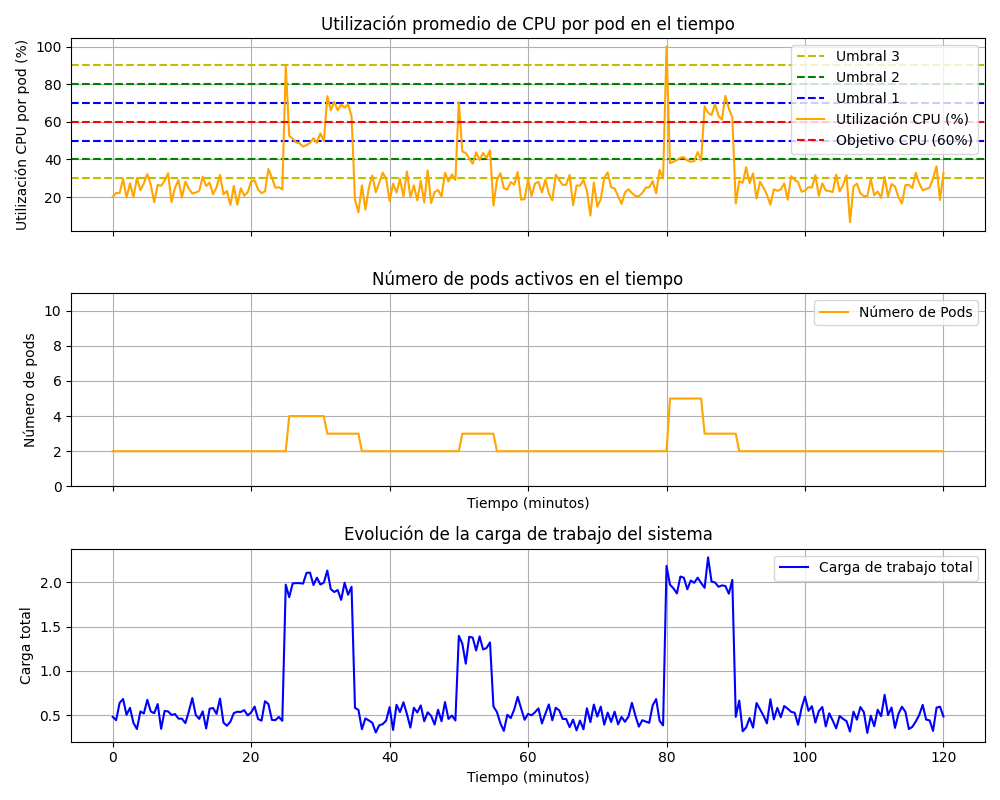 Utilización promedio de CPU por pod en el tiempo
Utilización CPU por pod (%)
100
80
60
40
20
Umbral 3
Umbral 2
Umbral 1
Utilización CPU (%)
Objetivo CPU (60%)
Número de pods activos en el tiempo
Número de pods
10
8
6
4
2
0
Número de Pods
Tiempo (minutos)
Evolución de la carga de trabajo del sistema
Carga total
2.0
1.5
1.0
0.5
Carga de trabajo total
0 20 40 60 80 100 120
Tiempo (minutos)